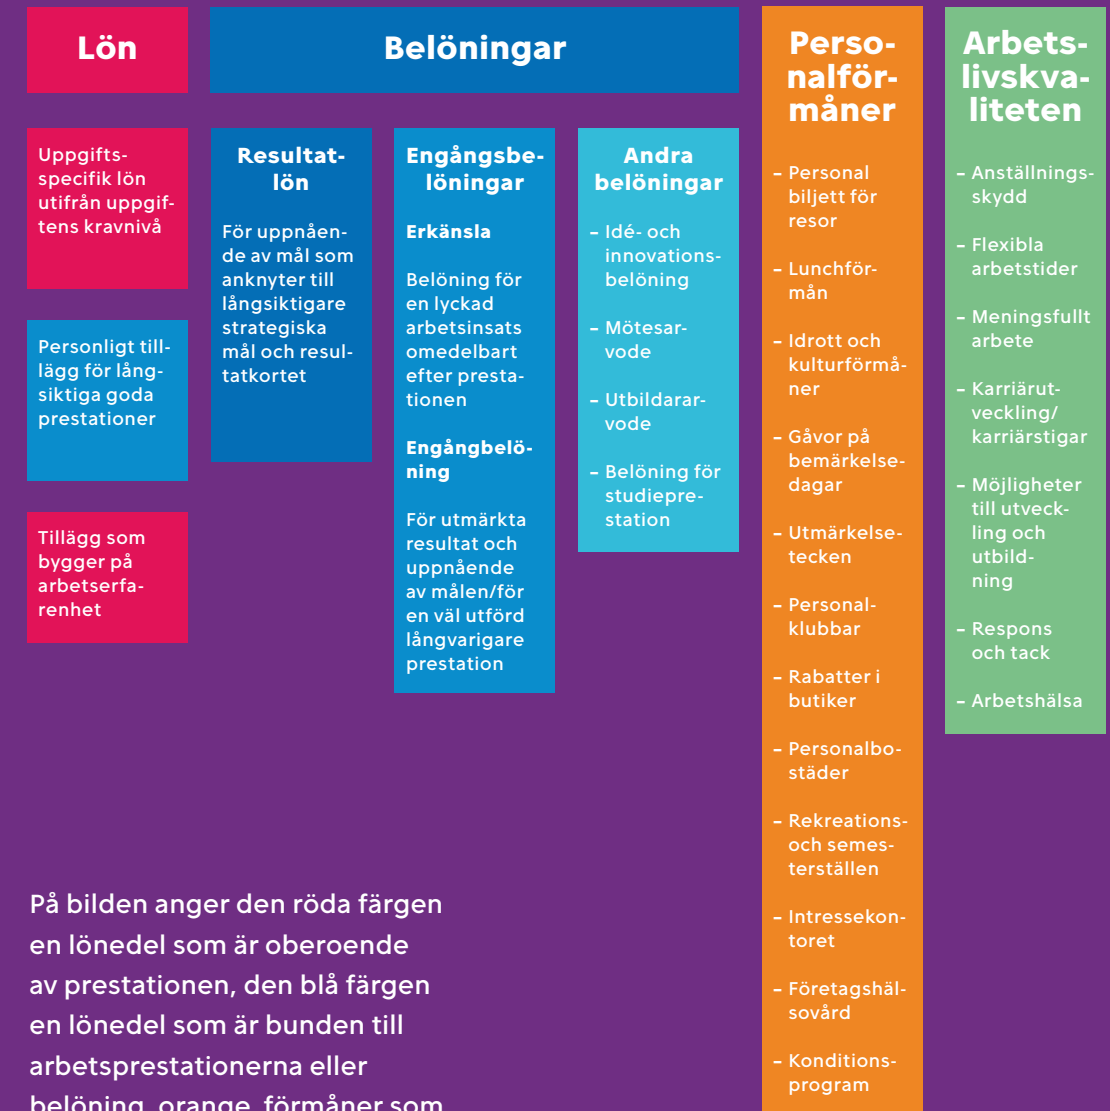 Lön
Uppgifts-
specifik lön
utifrån uppgif-
tens kravnivå
Personligt till-
lägg för lång-
siktiga goda
prestationer
Tillägg som
bygger på
arbetserfa-
renhet
Belöningar
Resultat-
lön
För uppnåen-
de av mål som
anknyter till
långsiktigare
strategiska
mål och resul-
tatkortet
Engångsbe-
löningar
Erkänsla
Belöning för
en lyckad
arbetsinsats
omedelbart
efter presta-
tionen
Engångbelö-
ning
För utmärkta
resultat och
uppnående
av målen/för
en väl utförd
långvarigare
prestation
Andra
belöningar
– Idé- och
innovations-
belöning
– Mötesar-
vode
– Utbildarar-
vode
– Belöning för
studiepre-
station
Perso-
nalför-
måner
– Personal
biljett för
resor
– Lunchför-
mån
– Idrott och
kulturförmå-
ner
– Gåvor på
bemärkelse-
dagar
– Utmärkelse-
tecken
– Personal-
klubbar
– Rabatter i
butiker
– Personalbo-
städer
– Rekreations-
och semes-
terställen
– Intressekon-
toret
– Företagshäl-
sovård
– Konditions-
program
Arbets-
livskva-
liteten
– Anställnings-
skydd
– Flexibla
arbetstider
– Meningsfullt
arbete
– Karriärut-
veckling/
karriärstigar
– Möjligheter
till utveck-
ling och
utbild-
ning
– Respons
och tack
– Arbetshälsa
På bilden anger den röda färgen
en lönedel som är oberoende
av prestationen, den blå färgen
en lönedel som är bunden till
arbetsprestationerna eller
belöning, orange, förmåner som